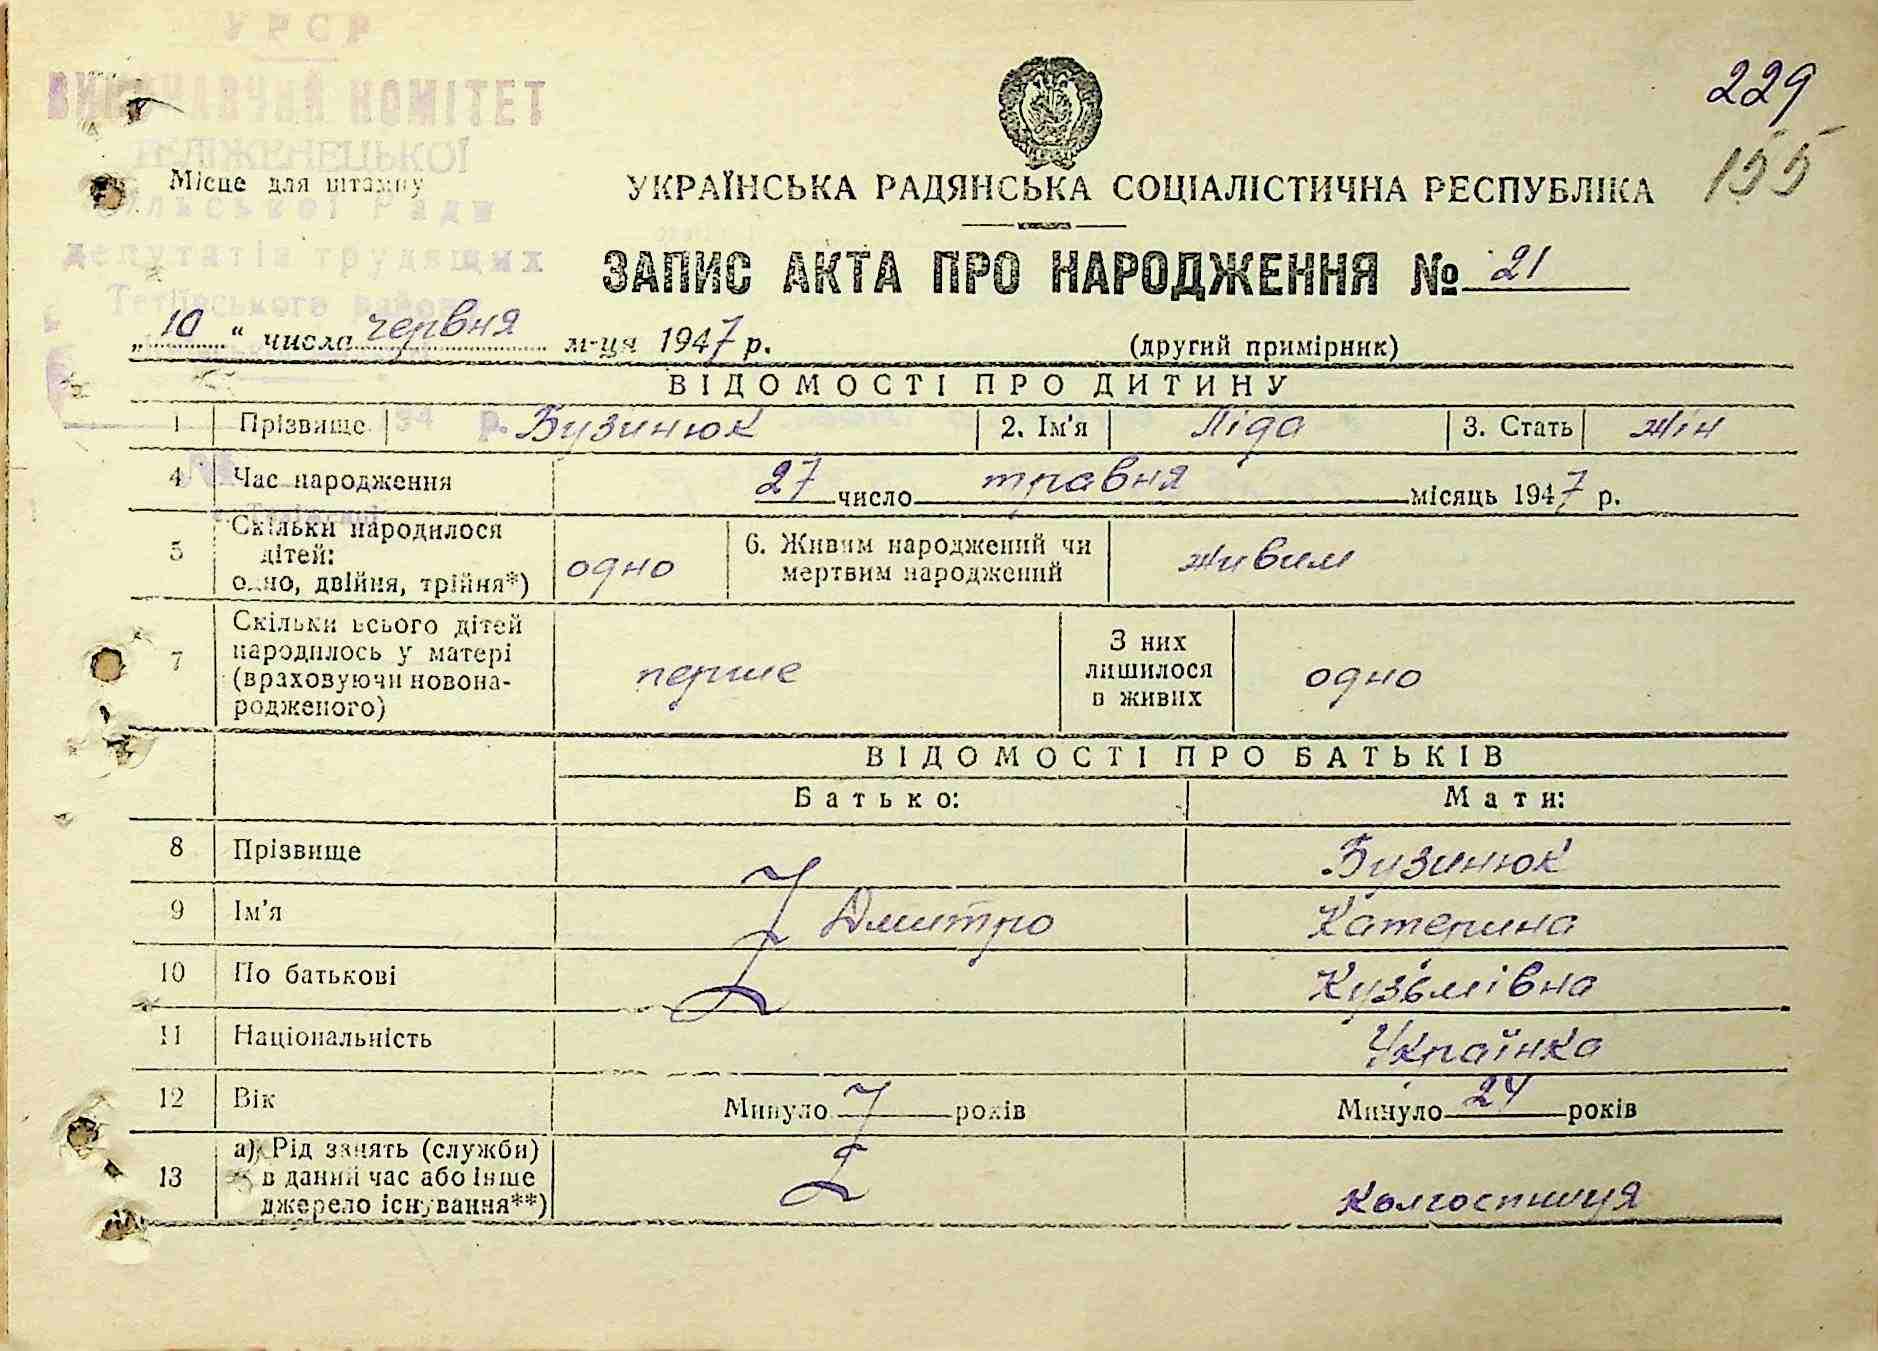 УРСР
ВИКОНАВЧИЙ КОМІТЕТ
ТЕЛІЖЕНЕЦЬКОЇ
Місце для штампу
сільської Ради
депутатів трудящих
Тетіївського району
229
155
УКРАЇНСЬКА РАДЯНСЬКА СОЦІАЛІСТИЧНА РЕСПУБЛІКА
ЗАПИС АКТА ПРО НАРОДЖЕННЯ № 21
„10“ числа червня м-ця 1947 р. (другий примірник)
ВІДОМОСТІ ПРО ДИТИНУ
1 Прізвище Бузинюк 2. Ім'я Ліда 3. Стать жін
194 р.
4 Час народження 27 число травня місяць 1947 р.
5 Скільки народилося дітей: одно, двійня, трійня*) одно 6. Живим народжений чи мертвим народжений живим
7 Скільки всього дітей народилось у матері (враховуючи новонародженого) перше З них лишилося в живих одно
ВІДОМОСТІ ПРО БАТЬКІВ
Батько: Мати:
8 Прізвище Бузинюк
9 Ім'я Дмитро Катерина
10 По батькові Кузьмівна
11 Національність Українка
12 Вік Минуло років Минуло 24 років
13 а) Рід занять (служби) в даний час або інше джерело існування**) колгоспниця